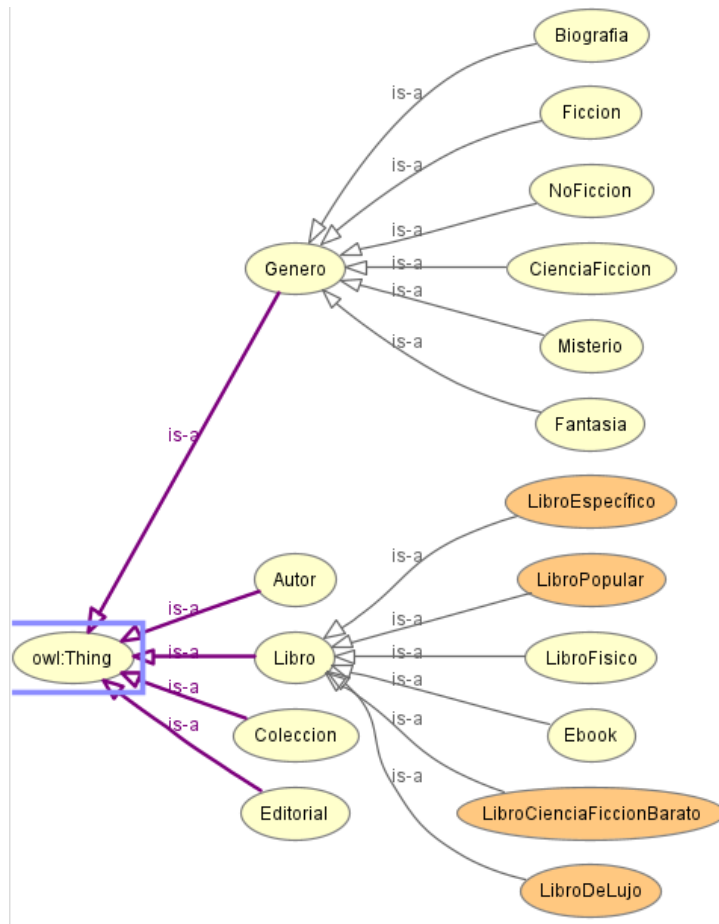 Biografia
is-a
Ficcion
is-a
NoFiccion
is-a
Genero
is-a
CienciaFiccion
is-a
Misterio
is-a
Fantasia
is-a
LibroEspecífico
is-a
Autor
LibroPopular
is-a
is-a
owl:Thing
is-a
Libro
is-a
LibroFisico
is-a
is-a
Coleccion
is-a
Ebook
is-a
Editorial
is-a
LibroCienciaFiccionBarato
LibroDeLujo